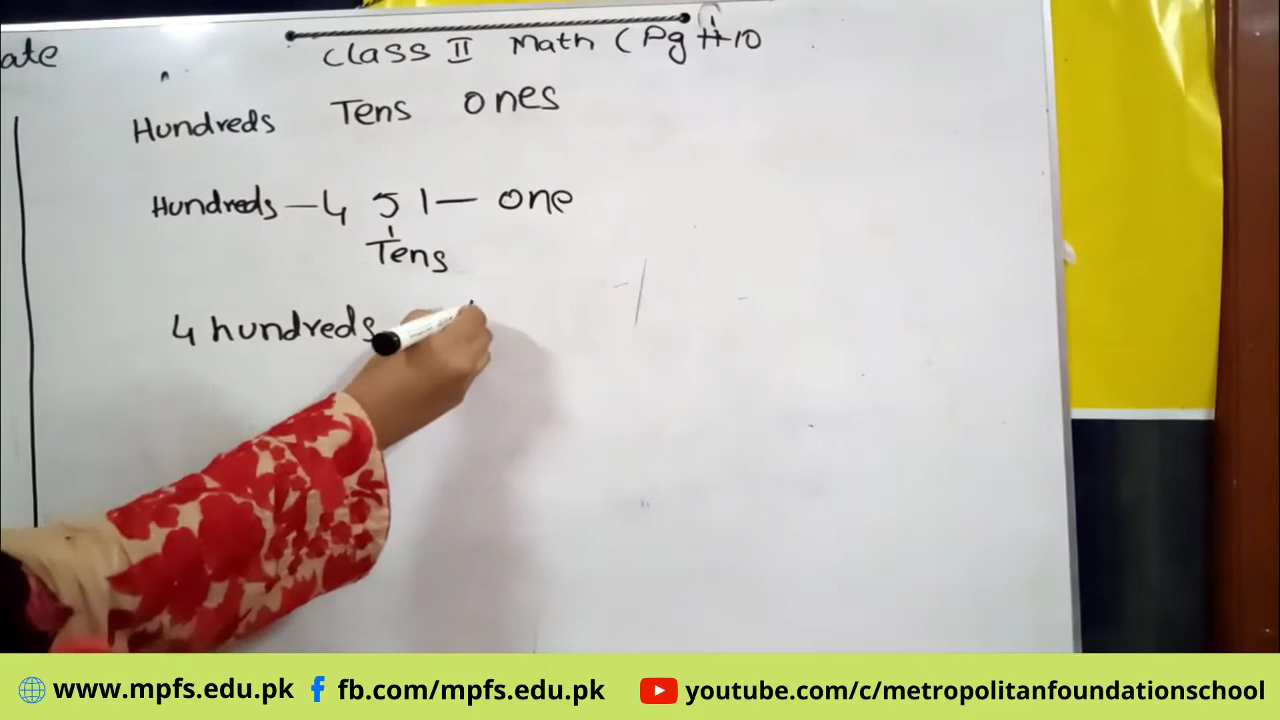 ate
Class II Math (Pg # 10
Hundreds Tens ones
Hundreds — 4 5 1 — one
Tens
4 hundreds
www.mpfs.edu.pk fb.com/mpfs.edu.pk youtube.com/c/metropolitanfoundationschool